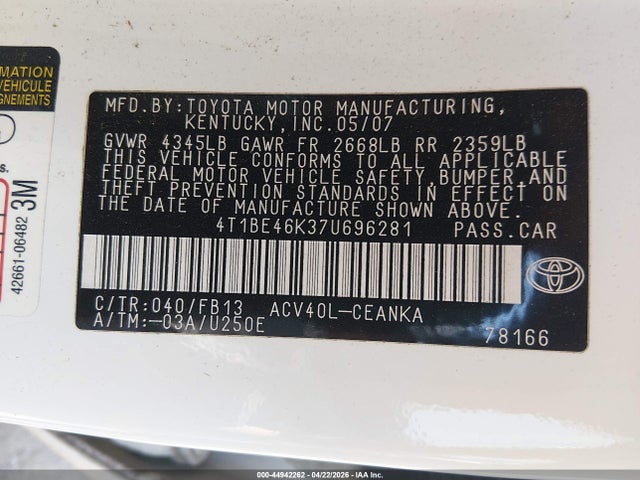 MATION
VEHICULE
GNEMENTS
s.
42661-06482 3M
MFD. BY: TOYOTA MOTOR MANUFACTURING,
KENTUCKY, INC. 05/07
GVWR 4345LB GAWR FR 2668LB RR 2359LB
THIS VEHICLE CONFORMS TO ALL APPLICABLE
FEDERAL MOTOR VEHICLE SAFETY, BUMPER, AND
THEFT PREVENTION STANDARDS IN EFFECT ON
THE DATE OF MANUFACTURE SHOWN ABOVE.
4T1BE46K37U696281 PASS. CAR
C/TR: 040/FB13 ACV40L-CEANKA
A/TM: -03A/U250E
78166
TOYOTA
000-44942262 - 04/22/2026 - IAA Inc.